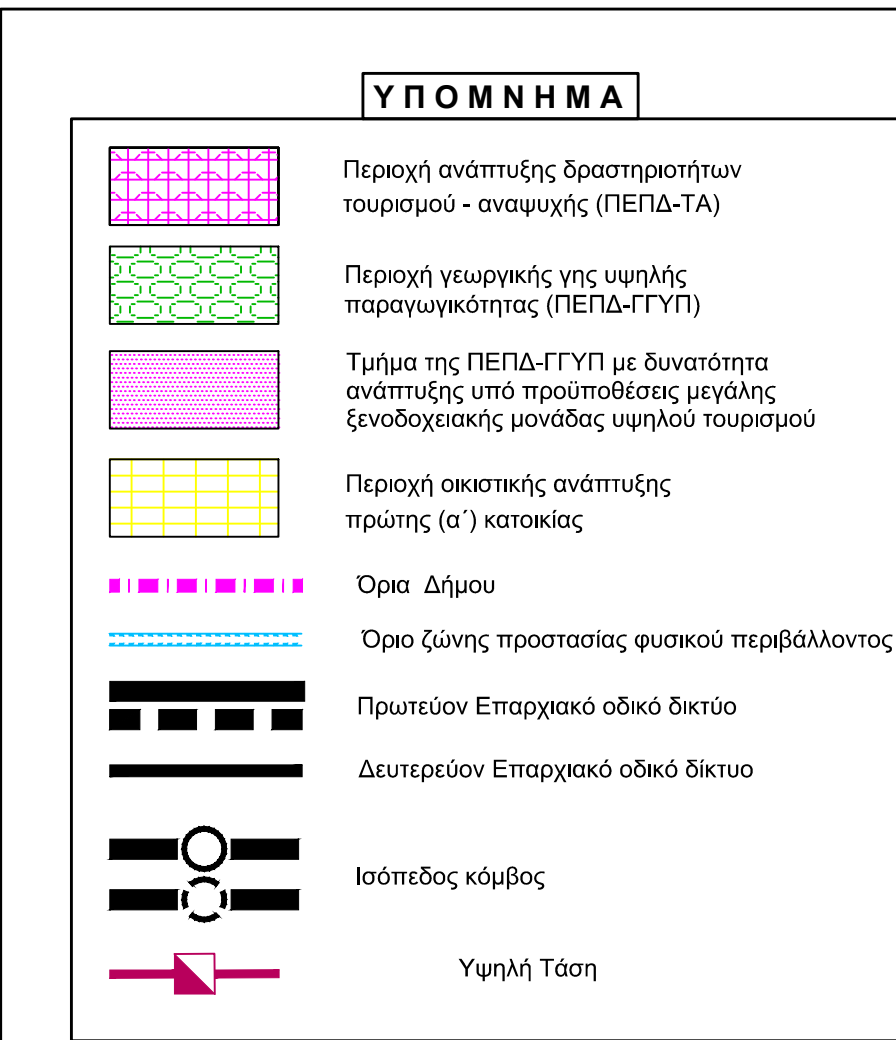 ΥΠΟΜΝΗΜΑ
Περιοχή ανάπτυξης δραστηριοτήτων
τουρισμού - αναψυχής (ΠΕΠΔ-ΤΑ)
Περιοχή γεωργικής γης υψηλής
παραγωγικότητας (ΠΕΠΔ-ΓΓΥΠ)
Τμήμα της ΠΕΠΔ-ΓΓΥΠ με δυνατότητα
ανάπτυξης υπό προϋποθέσεις μεγάλης
ξενοδοχειακής μονάδας υψηλού τουρισμού
Περιοχή οικιστικής ανάπτυξης
πρώτης (α΄) κατοικίας
Όρια Δήμου
Όριο ζώνης προστασίας φυσικού περιβάλλοντος
Πρωτεύον Επαρχιακό οδικό δικτύο
Δευτερεύον Επαρχιακό οδικό δίκτυο
Ισόπεδος κόμβος
Υψηλή Τάση